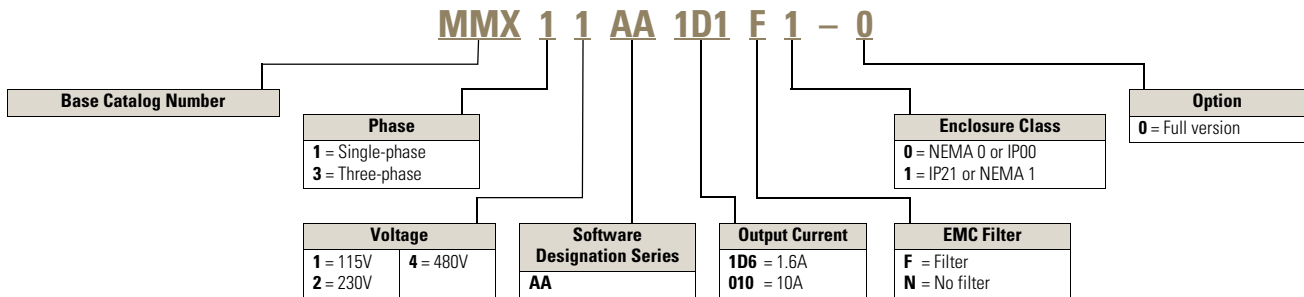 MMX 1 1 AA 1D1 F 1 – 0
Base Catalog Number
Option
0 = Full version
Phase
1 = Single-phase
3 = Three-phase
Enclosure Class
0 = NEMA 0 or IP00
1 = IP21 or NEMA 1
Voltage
1 = 115V
2 = 230V
4 = 480V
Software
Designation Series
AA
Output Current
1D6 = 1.6A
010 = 10A
EMC Filter
F = Filter
N = No filter